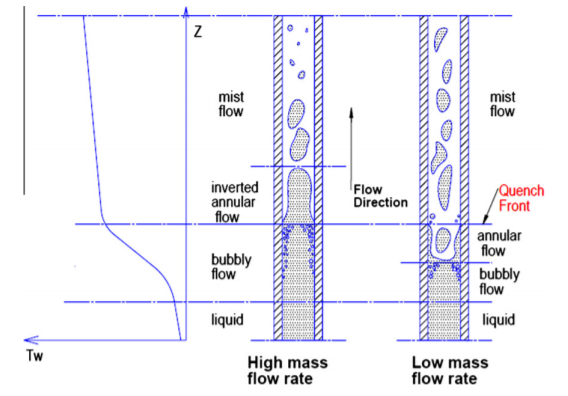 Z
mist
flow
mist
flow
inverted
annular
flow
Flow
Direction
Quench
Front
annular
flow
bubbly
flow
bubbly
flow
liquid
liquid
Tw
High mass
flow rate
Low mass
flow rate